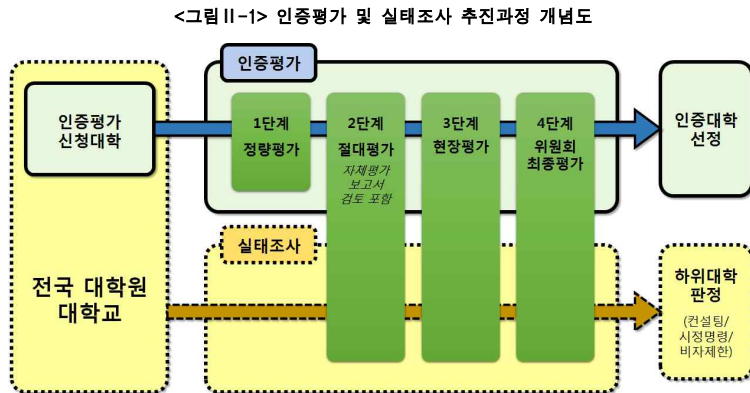 <그림Ⅱ-1> 인증평가 및 실태조사 추진과정 개념도
인증평가
인증평가
신청대학
1단계
정량평가
2단계
절대평가
자체평가
보고서
검토 포함
3단계
현장평가
4단계
위원회
최종평가
인증대학
선정
실태조사
전국 대학원
대학교
하위대학
판정
(컨설팅/
시정명령/
비자제한)